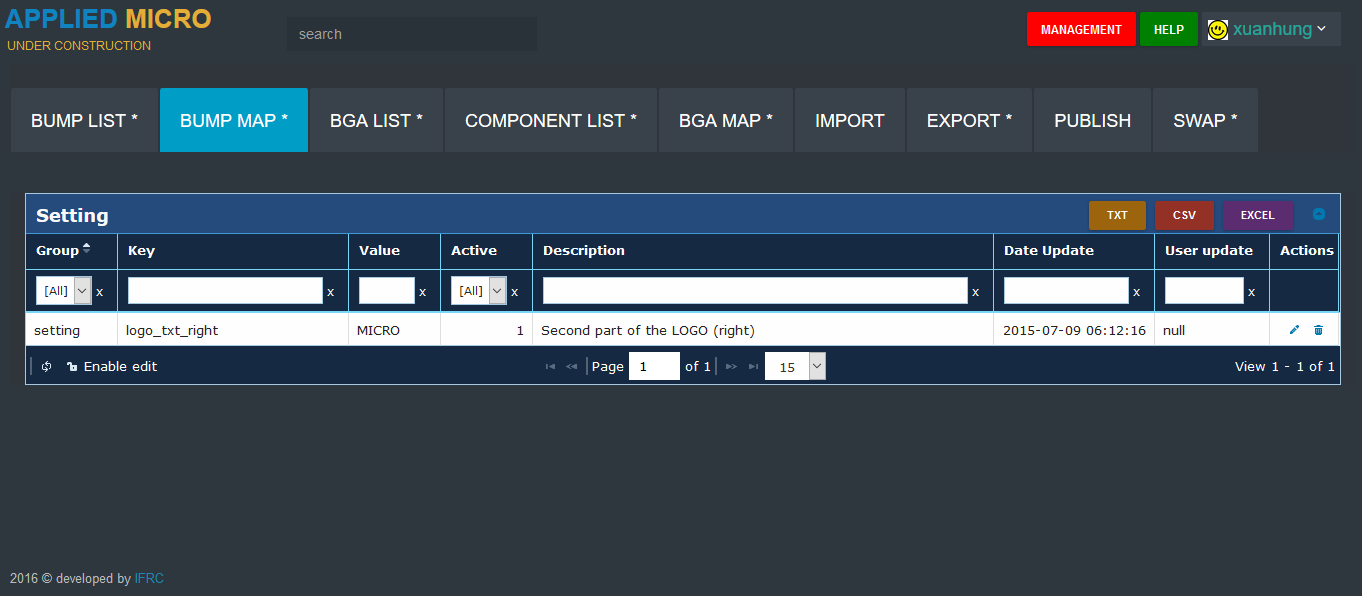 APPLIED MICRO
UNDER CONSTRUCTION
search
MANAGEMENT
HELP
xuanhung
BUMP LIST *
BUMP MAP *
BGA LIST *
COMPONENT LIST *
BGA MAP *
IMPORT
EXPORT *
PUBLISH
SWAP *
Setting
TXT
CSV
EXCEL
Group Key Value Active Description Date Update User update Actions
[All] x x x [All] x x x x
setting logo_txt_right MICRO 1 Second part of the LOGO (right) 2015-07-09 06:12:16 null
Enable edit
Page 1 of 1
15
View 1 - 1 of 1
2016 © developed by IFRC